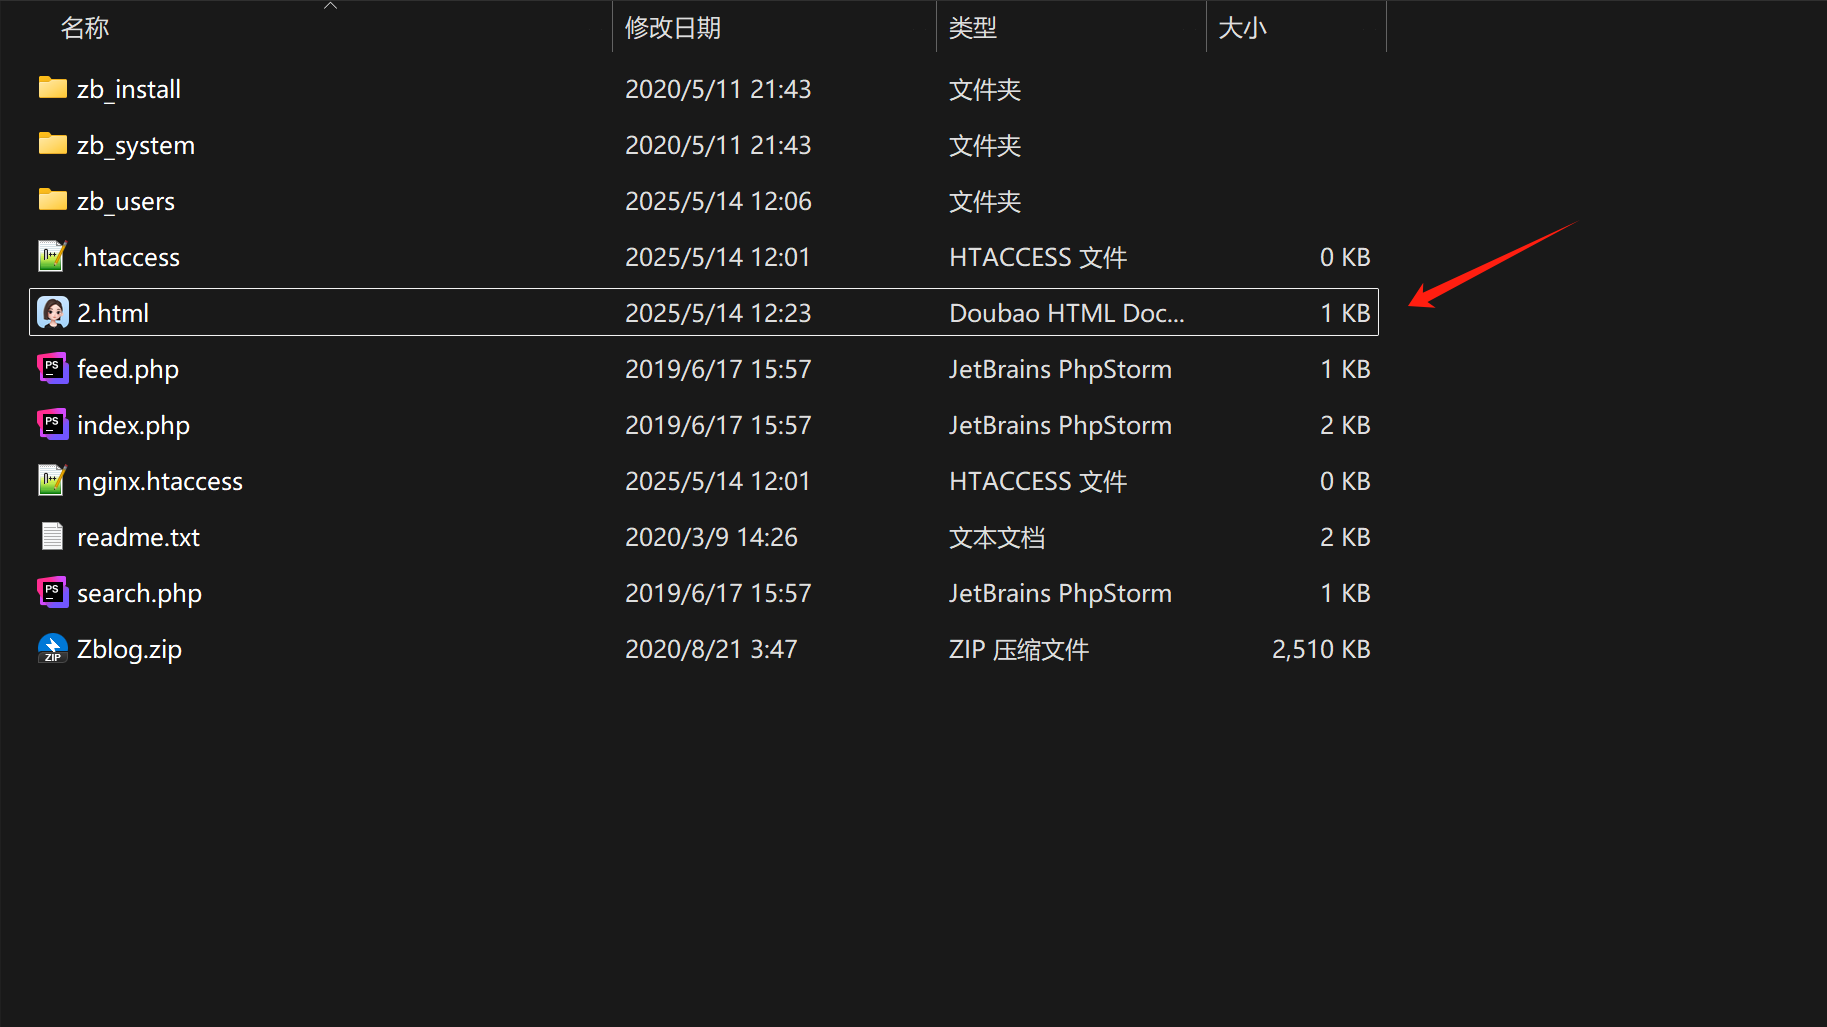 名称 修改日期 类型 大小
zb_install 2020/5/11 21:43 文件夹
zb_system 2020/5/11 21:43 文件夹
zb_users 2025/5/14 12:06 文件夹
.htaccess 2025/5/14 12:01 HTACCESS 文件 0 KB
2.html 2025/5/14 12:23 Doubao HTML Doc... 1 KB
PS feed.php 2019/6/17 15:57 JetBrains PhpStorm 1 KB
PS index.php 2019/6/17 15:57 JetBrains PhpStorm 2 KB
nginx.htaccess 2025/5/14 12:01 HTACCESS 文件 0 KB
readme.txt 2020/3/9 14:26 文本文档 2 KB
PS search.php 2019/6/17 15:57 JetBrains PhpStorm 1 KB
ZIP Zblog.zip 2020/8/21 3:47 ZIP 压缩文件 2,510 KB